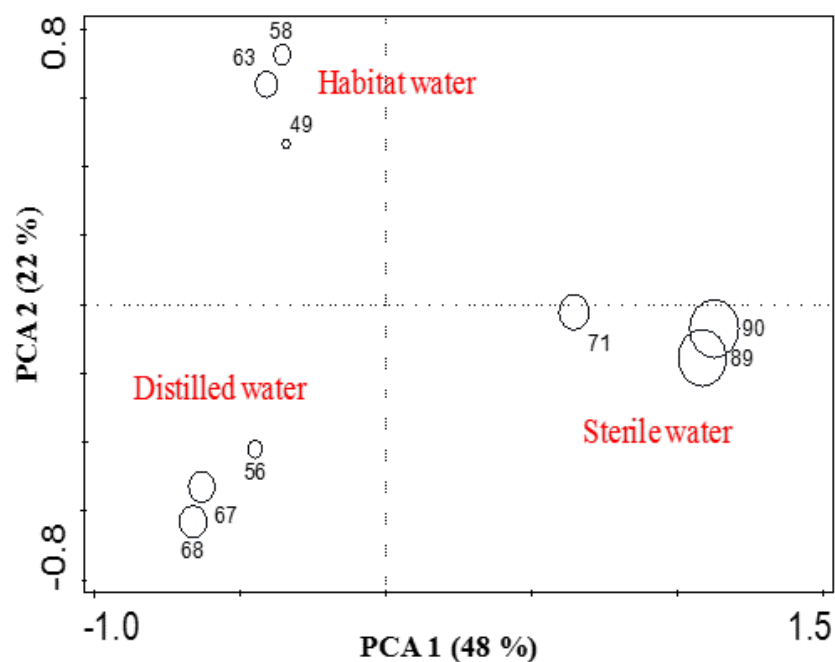 0.8
58
63
Habitat water
49
PCA 2 (22 %)
90
71
89
Distilled water
Sterile water
56
67
68
-0.8
-1.0
1.5
PCA 1 (48 %)